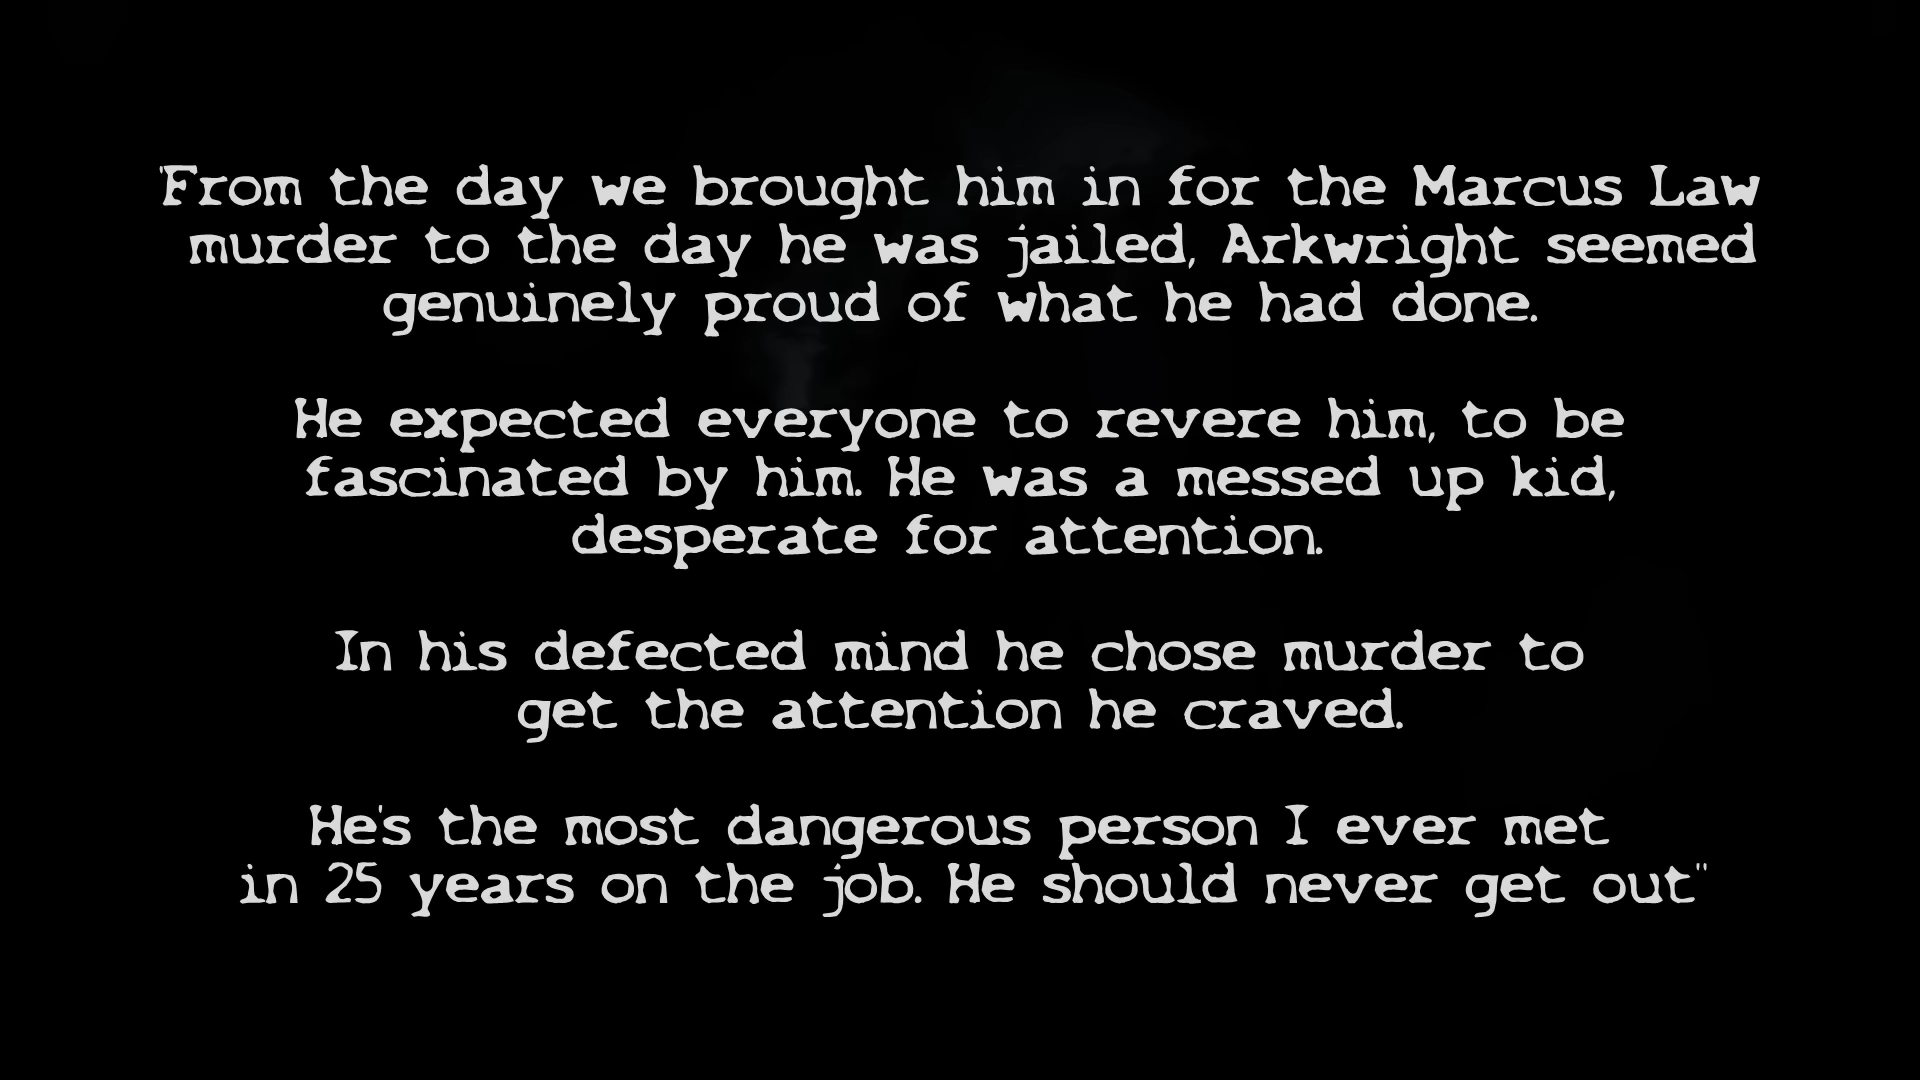 "From the day we brought him in for the Marcus Law
murder to the day he was jailed, Arkwright seemed
genuinely proud of what he had done.
He expected everyone to revere him, to be
fascinated by him. He was a messed up kid,
desperate for attention.
In his defected mind he chose murder to
get the attention he craved.
He's the most dangerous person I ever met
in 25 years on the job. He should never get out"